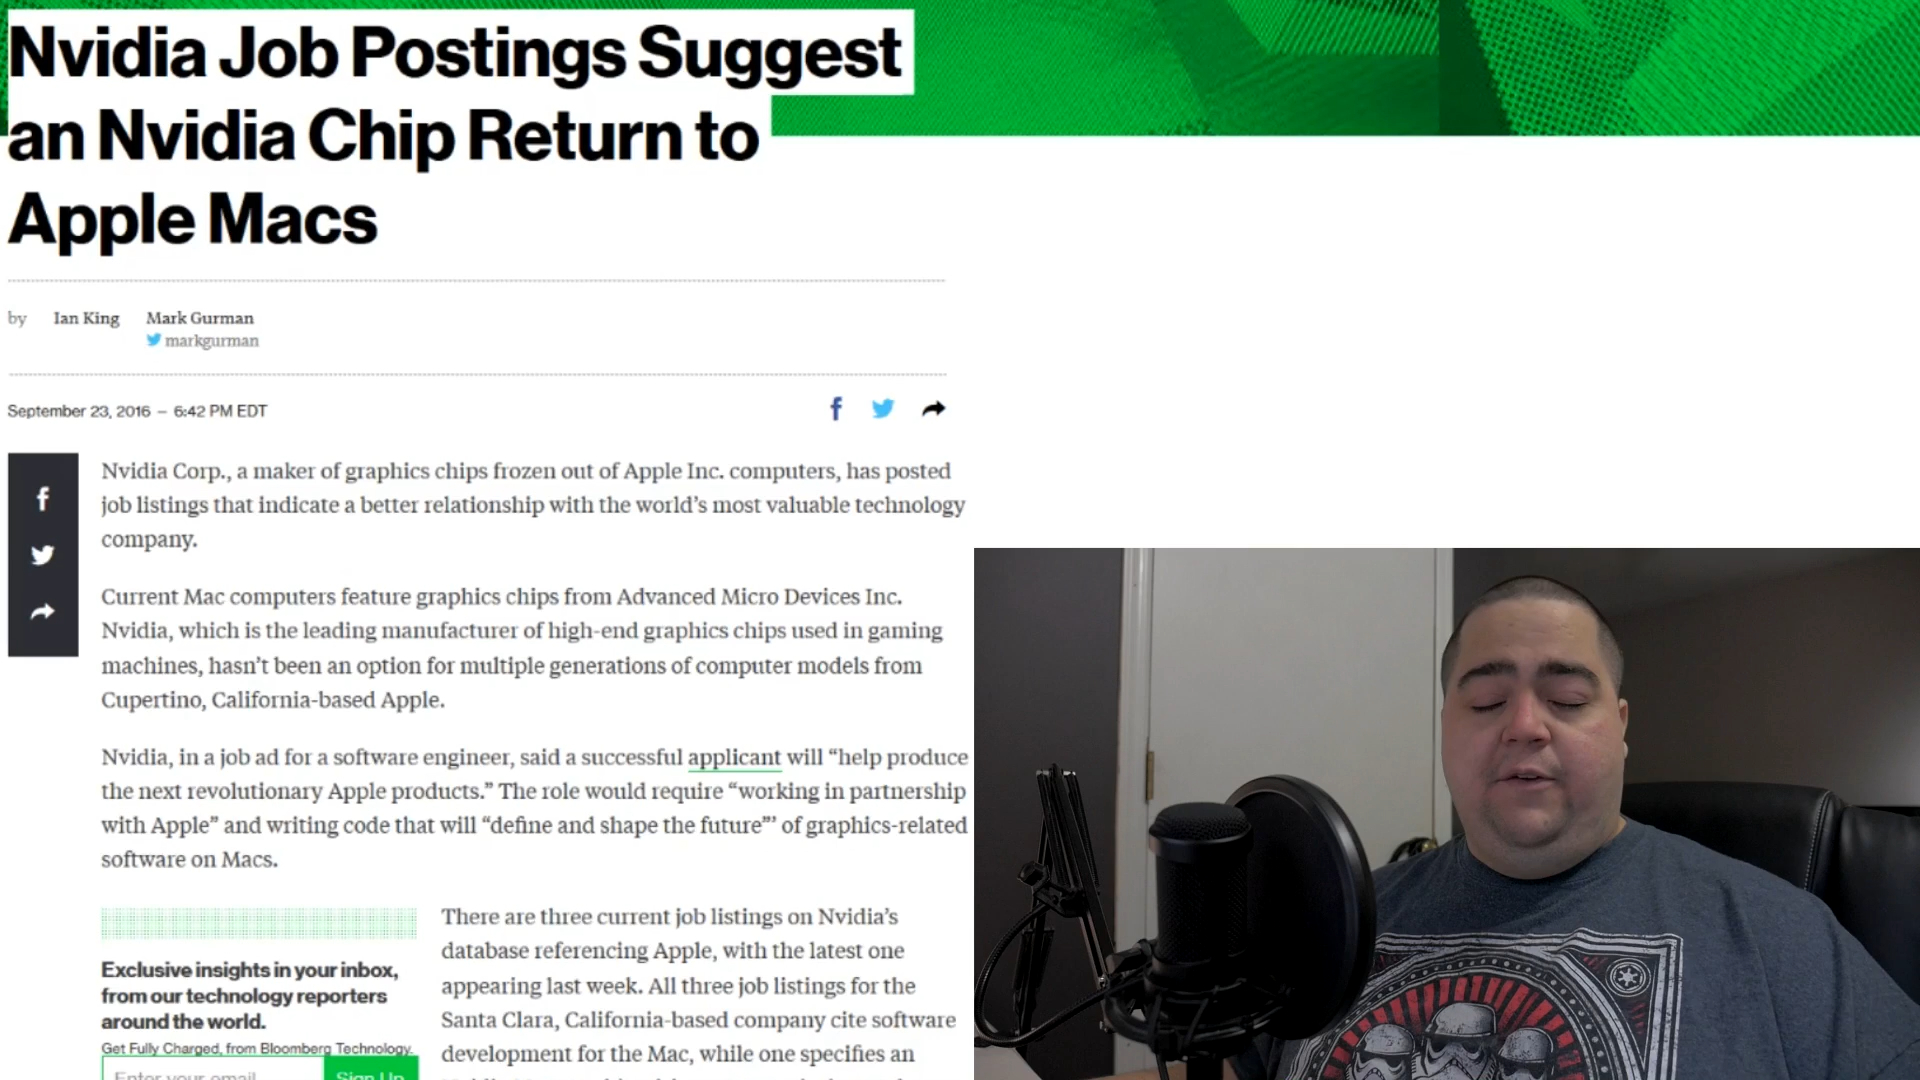 Nvidia Job Postings Suggest
an Nvidia Chip Return to
Apple Macs
by Ian King Mark Gurman
markgurman
September 23, 2016 – 6:42 PM EDT
Nvidia Corp., a maker of graphics chips frozen out of Apple Inc. computers, has posted
job listings that indicate a better relationship with the world’s most valuable technology
company.
Current Mac computers feature graphics chips from Advanced Micro Devices Inc.
Nvidia, which is the leading manufacturer of high-end graphics chips used in gaming
machines, hasn’t been an option for multiple generations of computer models from
Cupertino, California-based Apple.
Nvidia, in a job ad for a software engineer, said a successful applicant will “help produce
the next revolutionary Apple products.” The role would require “working in partnership
with Apple” and writing code that will “define and shape the future”’ of graphics-related
software on Macs.
Exclusive insights in your inbox,
from our technology reporters
around the world.
Get Fully Charged, from Bloomberg Technology.
Enter your email
Sign Up
There are three current job listings on Nvidia’s
database referencing Apple, with the latest one
appearing last week. All three job listings for the
Santa Clara, California-based company cite software
development for the Mac, while one specifies an